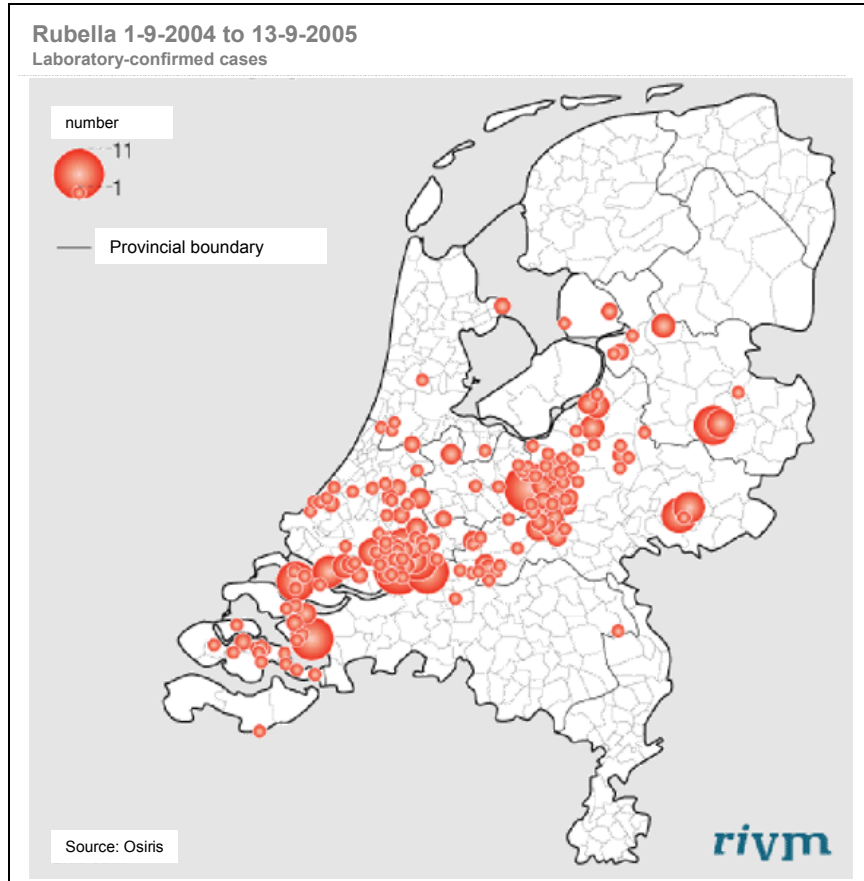 Rubella 1-9-2004 to 13-9-2005
Laboratory-confirmed cases
number
11
1
Provincial boundary
Source: Osiris
rivm